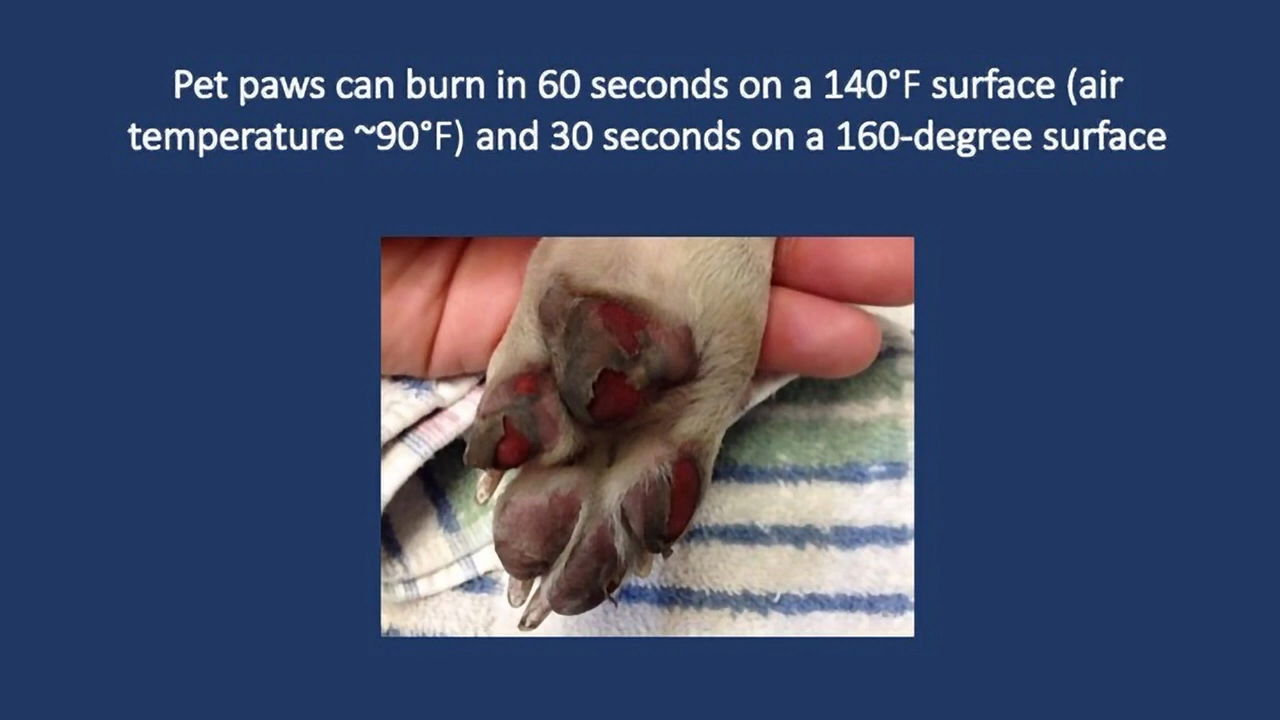 Pet paws can burn in 60 seconds on a 140°F surface (air
temperature ~90°F) and 30 seconds on a 160-degree surface